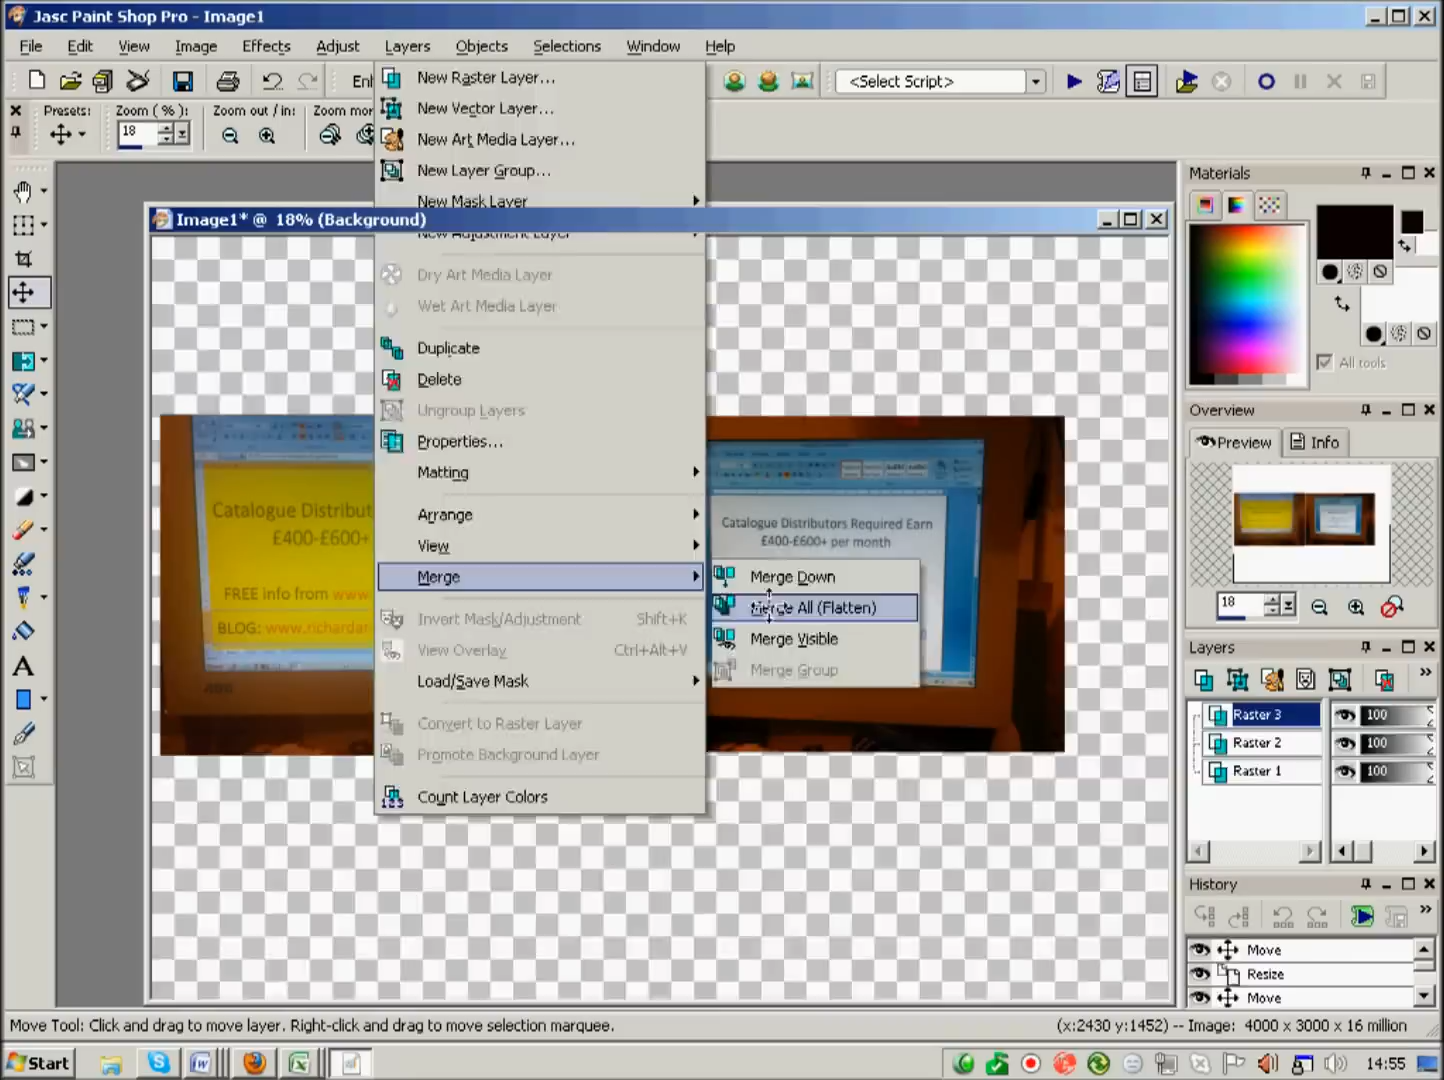 Jasc Paint Shop Pro - Image1
File Edit View Image Effects Adjust Layers Objects Selections Window Help
<Select Script>
Presets: Zoom ( % ): Zoom out / in:
18
New Raster Layer...
New Vector Layer...
New Art Media Layer...
New Layer Group...
New Mask Layer
Image1* @ 18% (Background)
New Adjustment Layer
Dry Art Media Layer
Wet Art Media Layer
Duplicate
Delete
Ungroup Layers
Properties...
Matting
Arrange
View
Merge
Invert Mask/Adjustment Shift+K
View Overlay Ctrl+Alt+V
Load/Save Mask
Convert to Raster Layer
Promote Background Layer
Count Layer Colors
Merge Down
Merge All (Flatten)
Merge Visible
Merge Group
£400-£600+
FREE info from
BLOG:
Catalogue Distributors Required Earn
£400-£600+ per month
Materials
All tools
Overview
Preview Info
18
Layers
Raster 3 100
Raster 2 100
Raster 1 100
History
Move
Resize
Move
Move Tool: Click and drag to move layer. Right-click and drag to move selection marquee.
(x:2430 y:1452) -- Image: 4000 x 3000 x 16 million
Start
14:55